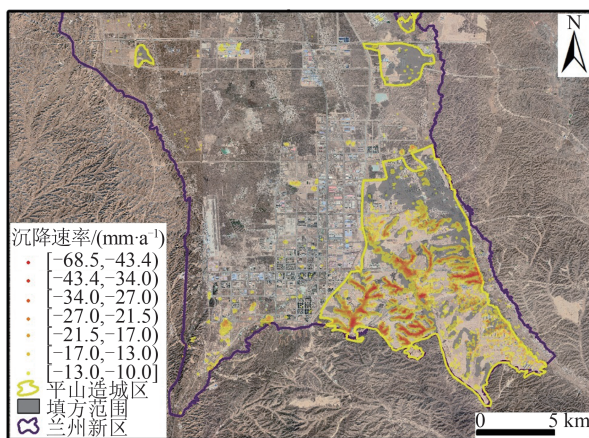 N
沉降速率/(mm·a⁻¹)
[−68.5,−43.4)
[−43.4,−34.0)
[−34.0,−27.0)
[−27.0,−21.5)
[−21.5,−17.0)
[−17.0,−13.0)
[−13.0,−10.0]
平山造城区
填方范围
兰州新区
0 5 km